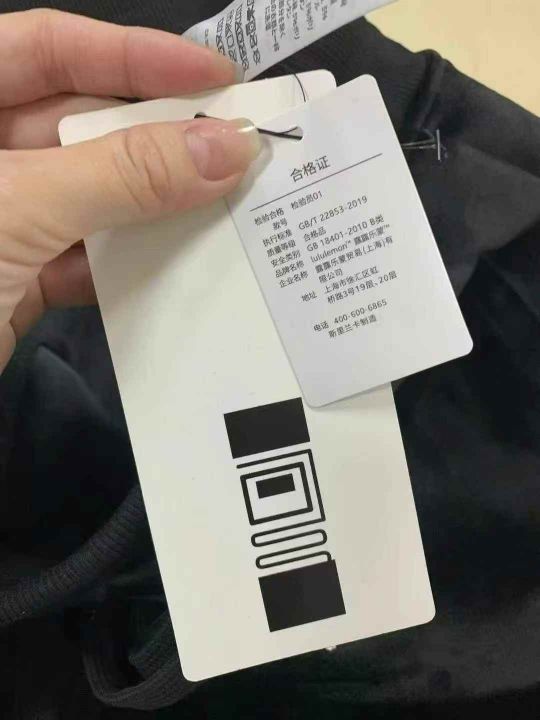 合格证
检验合格 检验员01
款号
执行标准 GB/T 22853-2019
质量等级 合格品
安全类别 GB 18401-2010 B类
品牌名称 lululemon™ 露露乐蒙™
企业名称 露露乐蒙贸易(上海)有
限公司
地址 上海市徐汇区虹
桥路3号19层、20层
电话 400-600-6865
斯里兰卡制造